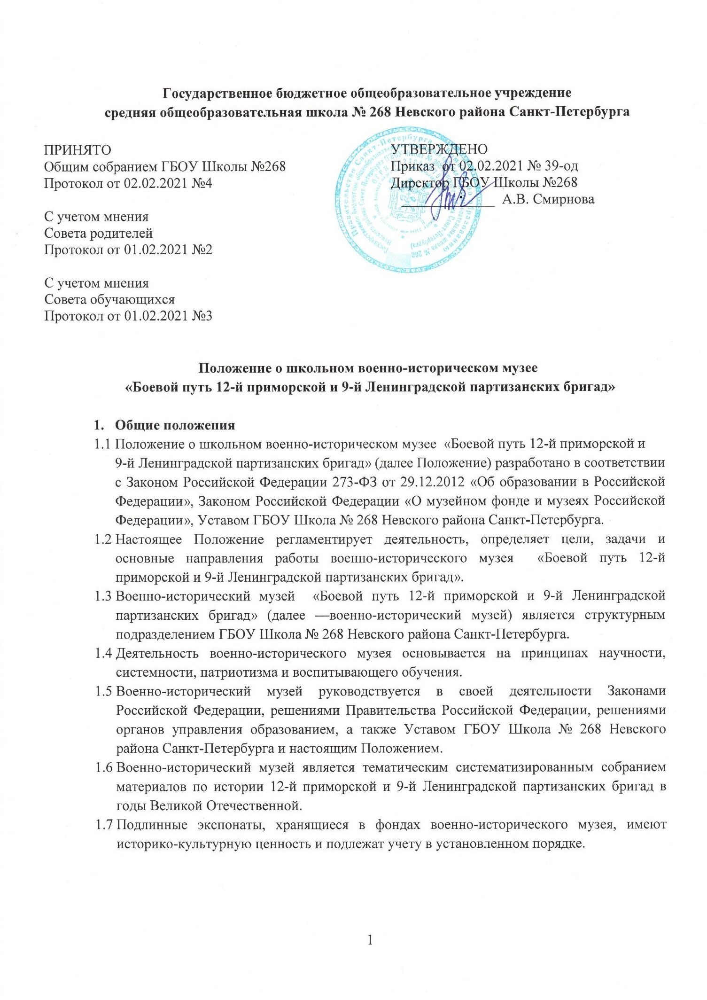 Государственное бюджетное общеобразовательное учреждение
средняя общеобразовательная школа № 268 Невского района Санкт-Петербурга
ПРИНЯТО
Общим собранием ГБОУ Школы №268
Протокол от 02.02.2021 №4
С учетом мнения
Совета родителей
Протокол от 01.02.2021 №2
С учетом мнения
Совета обучающихся
Протокол от 01.02.2021 №3
УТВЕРЖДЕНО
Приказ от 02.02.2021 № 39-од
Директор ГБОУ Школы №268
А.В. Смирнова
Правительство Санкт-Петербурга
Положение о школьном военно-историческом музее
«Боевой путь 12-й приморской и 9-й Ленинградской партизанских бригад»
1. Общие положения
1.1 Положение о школьном военно-историческом музее «Боевой путь 12-й приморской и
9-й Ленинградской партизанских бригад» (далее Положение) разработано в соответствии
с Законом Российской Федерации 273-ФЗ от 29.12.2012 «Об образовании в Российской
Федерации», Законом Российской Федерации «О музейном фонде и музеях Российской
Федерации», Уставом ГБОУ Школа № 268 Невского района Санкт-Петербурга.
1.2 Настоящее Положение регламентирует деятельность, определяет цели, задачи и
основные направления работы военно-исторического музея «Боевой путь 12-й
приморской и 9-й Ленинградской партизанских бригад».
1.3 Военно-исторический музей «Боевой путь 12-й приморской и 9-й Ленинградской
партизанских бригад» (далее —военно-исторический музей) является структурным
подразделением ГБОУ Школа № 268 Невского района Санкт-Петербурга.
1.4 Деятельность военно-исторического музея основывается на принципах научности,
системности, патриотизма и воспитывающего обучения.
1.5 Военно-исторический музей руководствуется в своей деятельности Законами
Российской Федерации, решениями Правительства Российской Федерации, решениями
органов управления образованием, а также Уставом ГБОУ Школа № 268 Невского
района Санкт-Петербурга и настоящим Положением.
1.6 Военно-исторический музей является тематическим систематизированным собранием
материалов по истории 12-й приморской и 9-й Ленинградской партизанских бригад в
годы Великой Отечественной.
1.7 Подлинные экспонаты, хранящиеся в фондах военно-исторического музея, имеют
историко-культурную ценность и подлежат учету в установленном порядке.
1